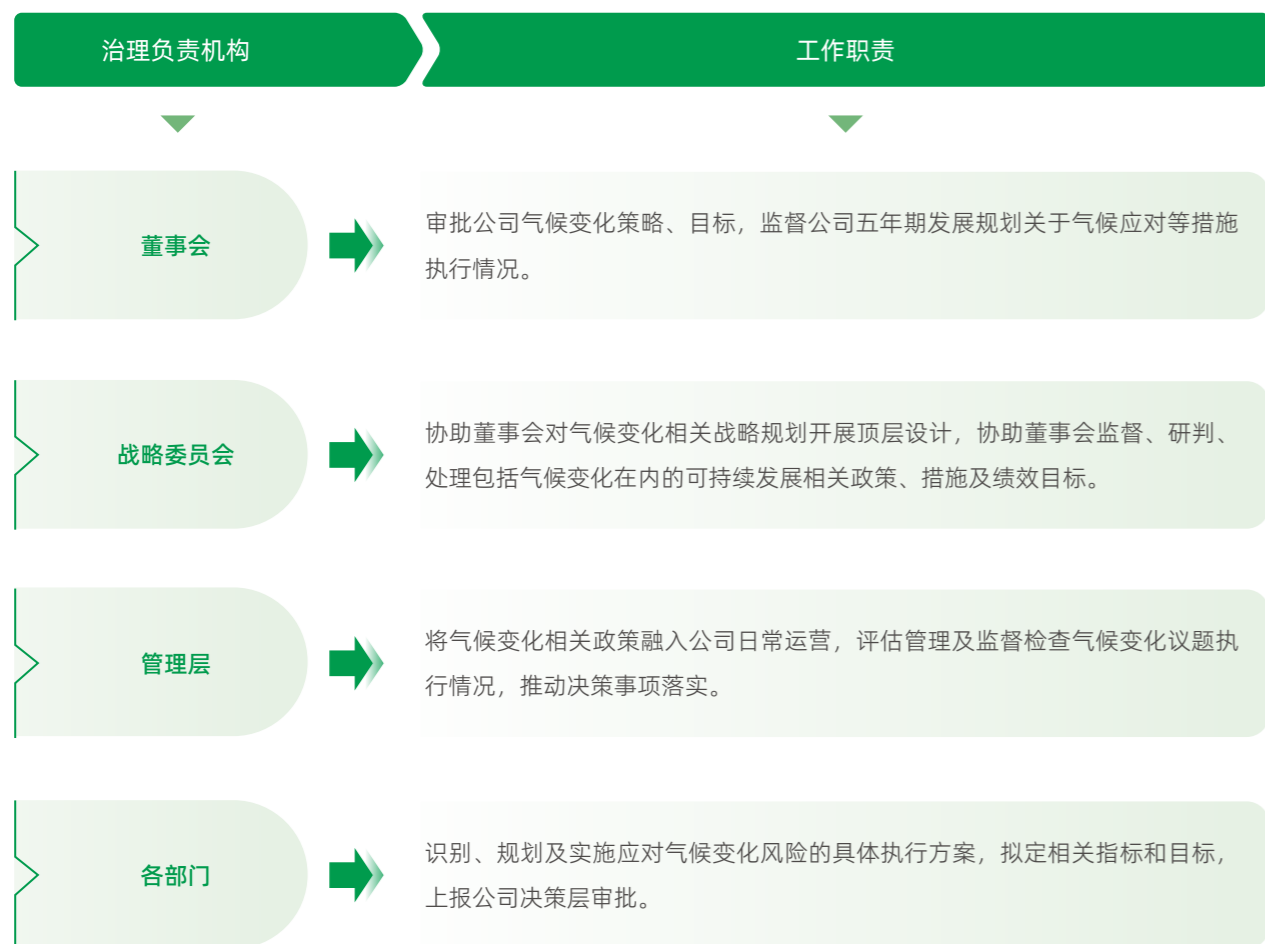 治理负责机构
工作职责
董事会
审批公司气候变化策略、目标，监督公司五年期发展规划关于气候应对等措施
执行情况。
战略委员会
协助董事会对气候变化相关战略规划开展顶层设计，协助董事会监督、研判、
处理包括气候变化在内的可持续发展相关政策、措施及绩效目标。
管理层
将气候变化相关政策融入公司日常运营，评估管理及监督检查气候变化议题执
行情况，推动决策事项落实。
各部门
识别、规划及实施应对气候变化风险的具体执行方案，拟定相关指标和目标，
上报公司决策层审批。